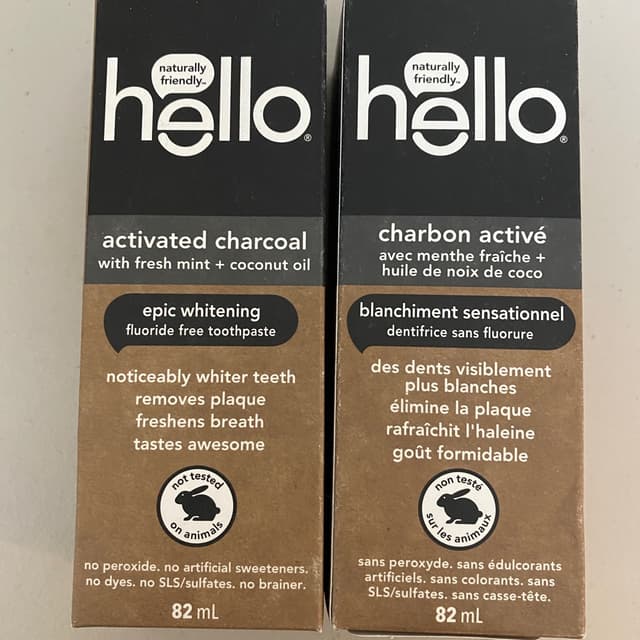 naturally
friendly™
hello®
activated charcoal
with fresh mint + coconut oil
epic whitening
fluoride free toothpaste
noticeably whiter teeth
removes plaque
freshens breath
tastes awesome
not tested
on animals
no peroxide. no artificial sweeteners.
no dyes. no SLS/sulfates. no brainer.
82 mL
naturally
friendly™
hello®
charbon activé
avec menthe fraîche +
huile de noix de coco
blanchiment sensationnel
dentifrice sans fluorure
des dents visiblement
plus blanches
élimine la plaque
rafraîchit l'haleine
goût formidable
non testé
sur les animaux
sans peroxyde. sans édulcorants
artificiels. sans colorants. sans
SLS/sulfates. sans casse-tête.
82 mL